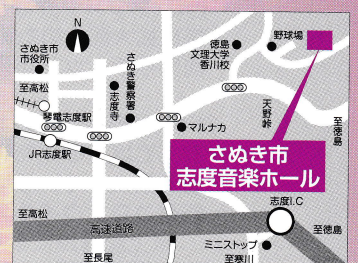 N
さぬき市
市役所
至高松
琴電志度駅
JR志度駅
志度寺
さぬき警察署
徳島
文理大学
香川校
野球場
マルナカ
天野峠
至徳島
さぬき市
志度音楽ホール
志度I.C
至高松
高速道路
至徳島
ミニストップ
至長尾
至寒川